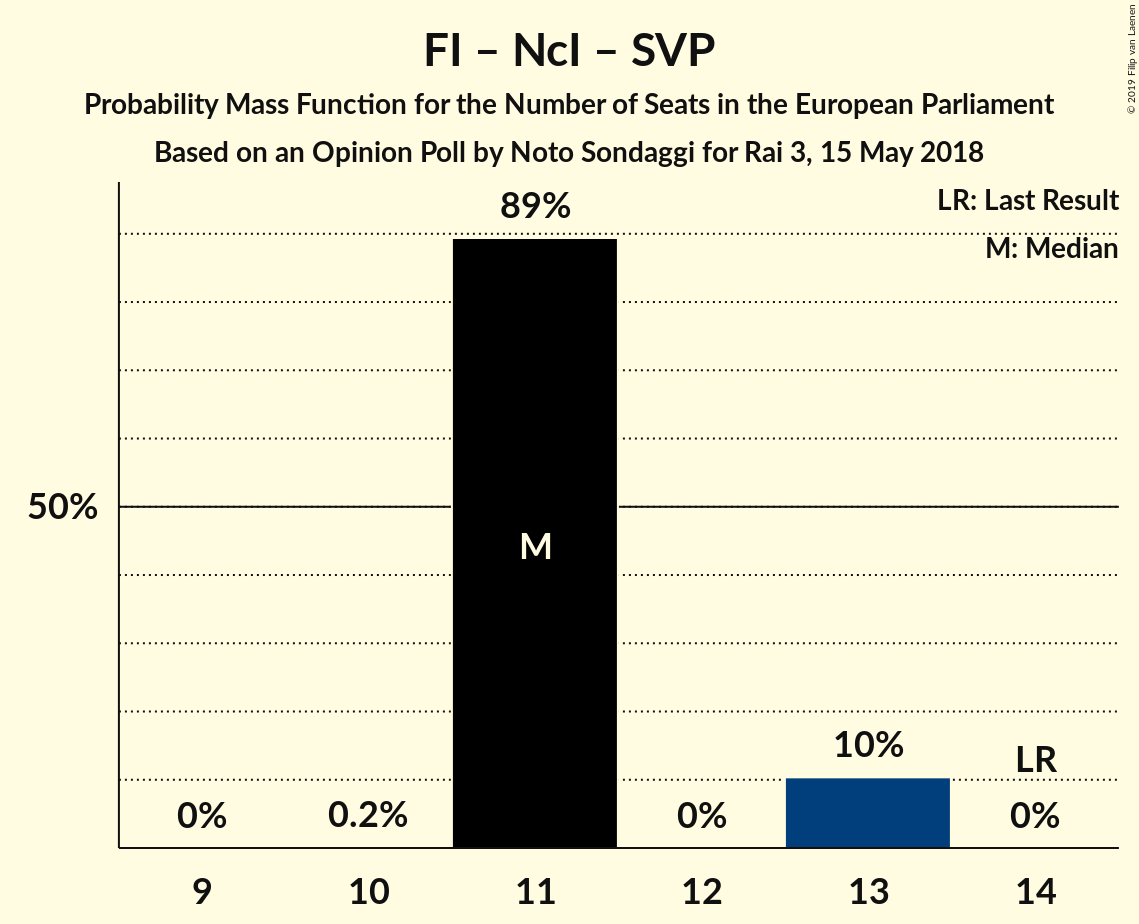 FI – NcI – SVP
Probability Mass Function for the Number of Seats in the European Parliament
Based on an Opinion Poll by Noto Sondaggi for Rai 3, 15 May 2018
© 2019 Filip van Laenen
LR: Last Result
M: Median
89%
50%
M
10%
LR
0%
0.2%
0%
0%
9
10
11
12
13
14